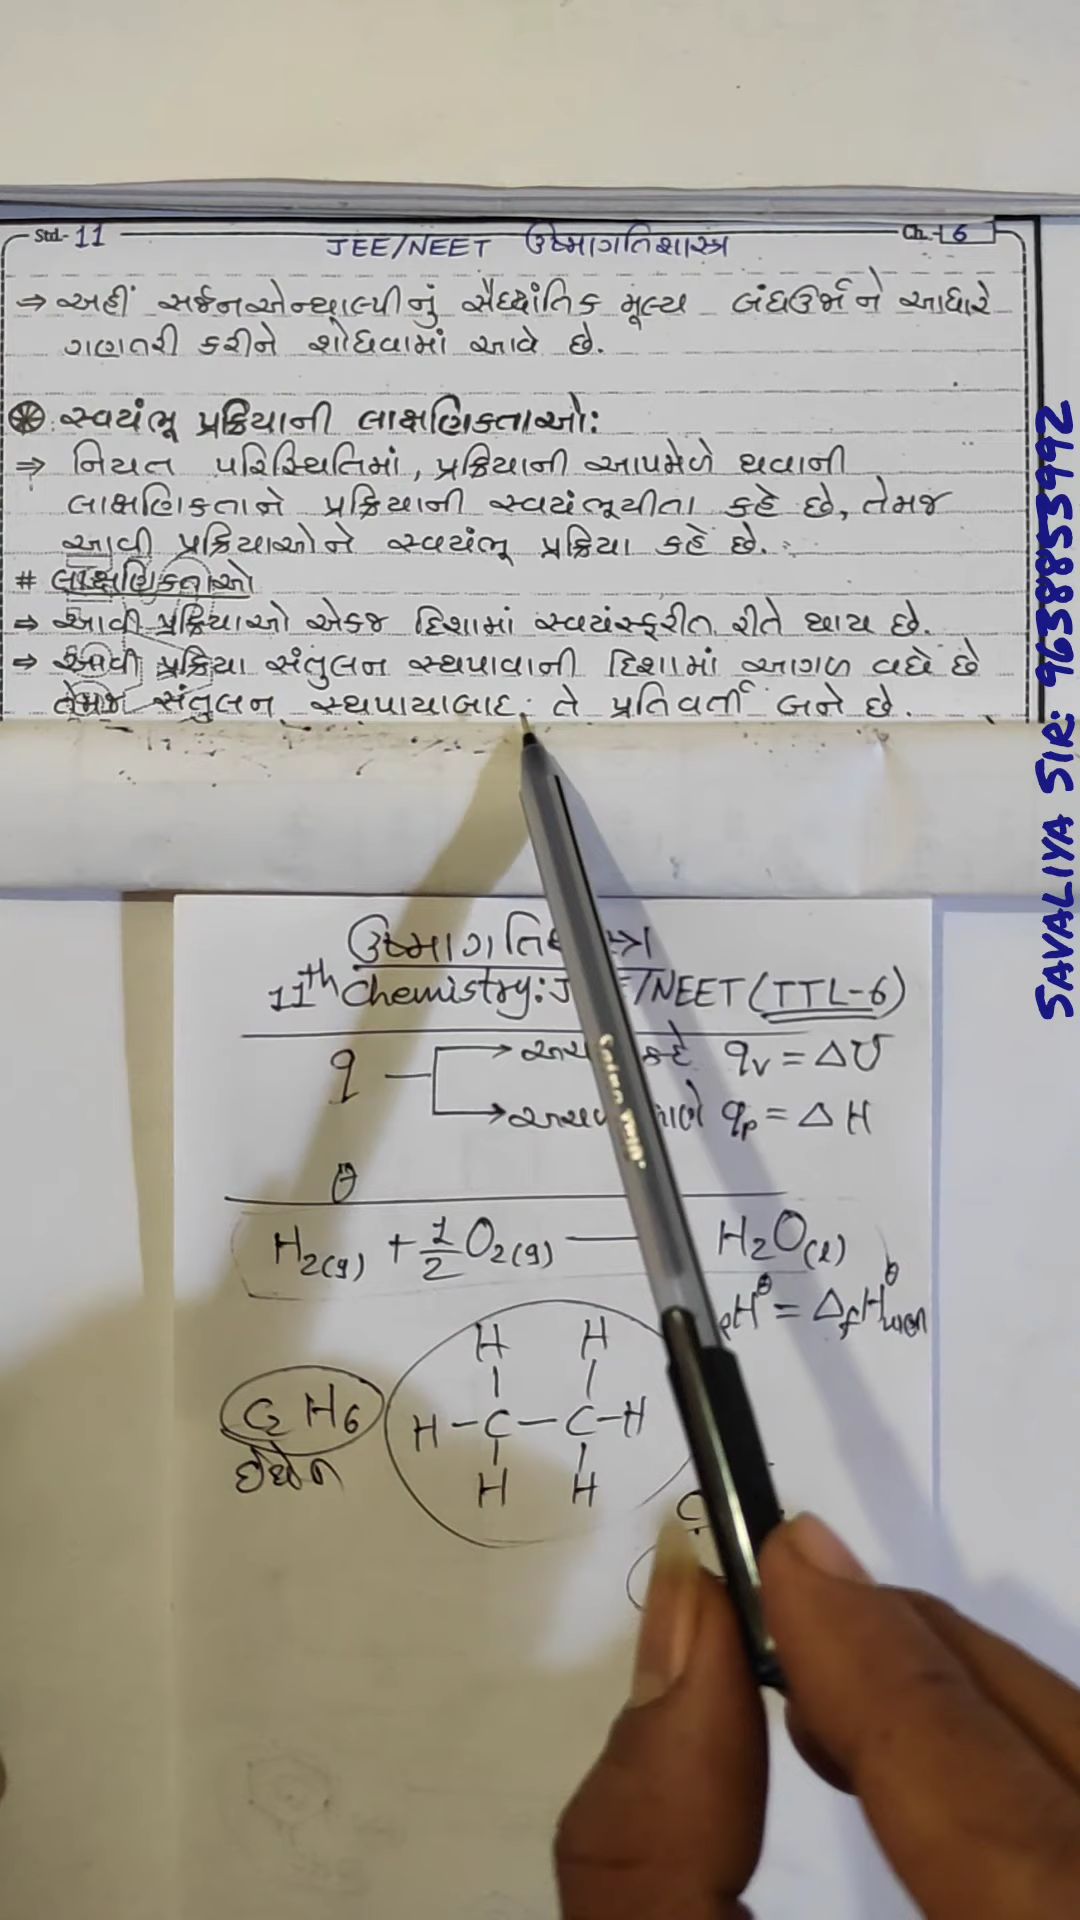 Std-11 JEE/NEET ઉષ્માગતિશાસ્ત્ર Ch-6
⇒ અહીં સર્જનએન્થાલ્પીનું સૈધ્ધાંતિક મૂલ્ય બંધઉર્જાને આધારે
ગણતરી કરીને શોધવામાં આવે છે.
સ્વયંભૂ પ્રક્રિયાની લાક્ષણિકતાઓ:
⇒ નિયત પરિસ્થિતિમાં, પ્રક્રિયાની આપમેળે થવાની
લાક્ષણિકતાને પ્રક્રિયાની સ્વયંભૂયીતા કહે છે, તેમજ
આવી પ્રક્રિયાઓને સ્વયંભૂ પ્રક્રિયા કહે છે.
# લાક્ષણિકતાઓ
⇒ આવી પ્રક્રિયાઓ એકજ દિશામાં સ્વયંસ્ફુરીત રીતે થાય છે.
⇒ આવી પ્રક્રિયા સંતુલન સ્થપાવાની દિશામાં આગળ વધે છે
તેમજ સંતુલન સ્થપાયાબાદ તે પ્રતિવર્તી બને છે.
SAVALIYA SIR: 9638853992
11th Chemistry: JEE/NEET (TTL-6)
q → qv = ΔU
→ qp = ΔH
θ
H2(g) + 1/2 O2(g) — H2O(l)
H^θ = ΔfH^θ
H H
H-C-C-H
H H
C2H6
ઈથેન